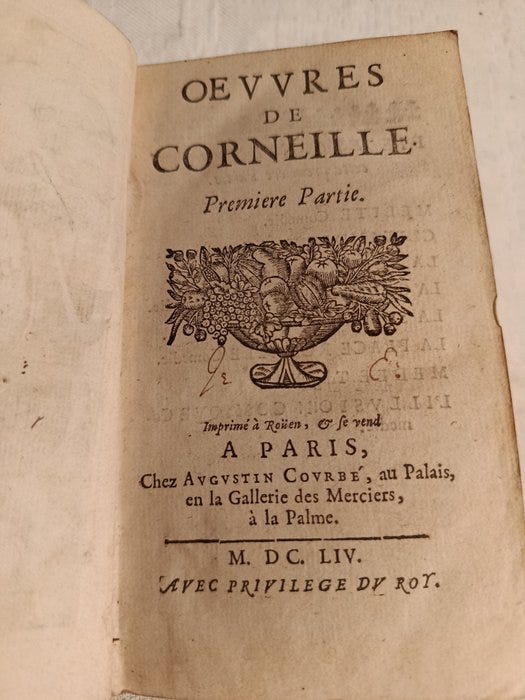 OEVVRES
DE
CORNEILLE.
Premiere Partie.
Imprimé à Roüen, & se vend
A PARIS,
Chez AVGVSTIN COVRBÉ, au Palais,
en la Gallerie des Merciers,
à la Palme.
M. DC. LIV.
AVEC PRIVILEGE DV ROY.